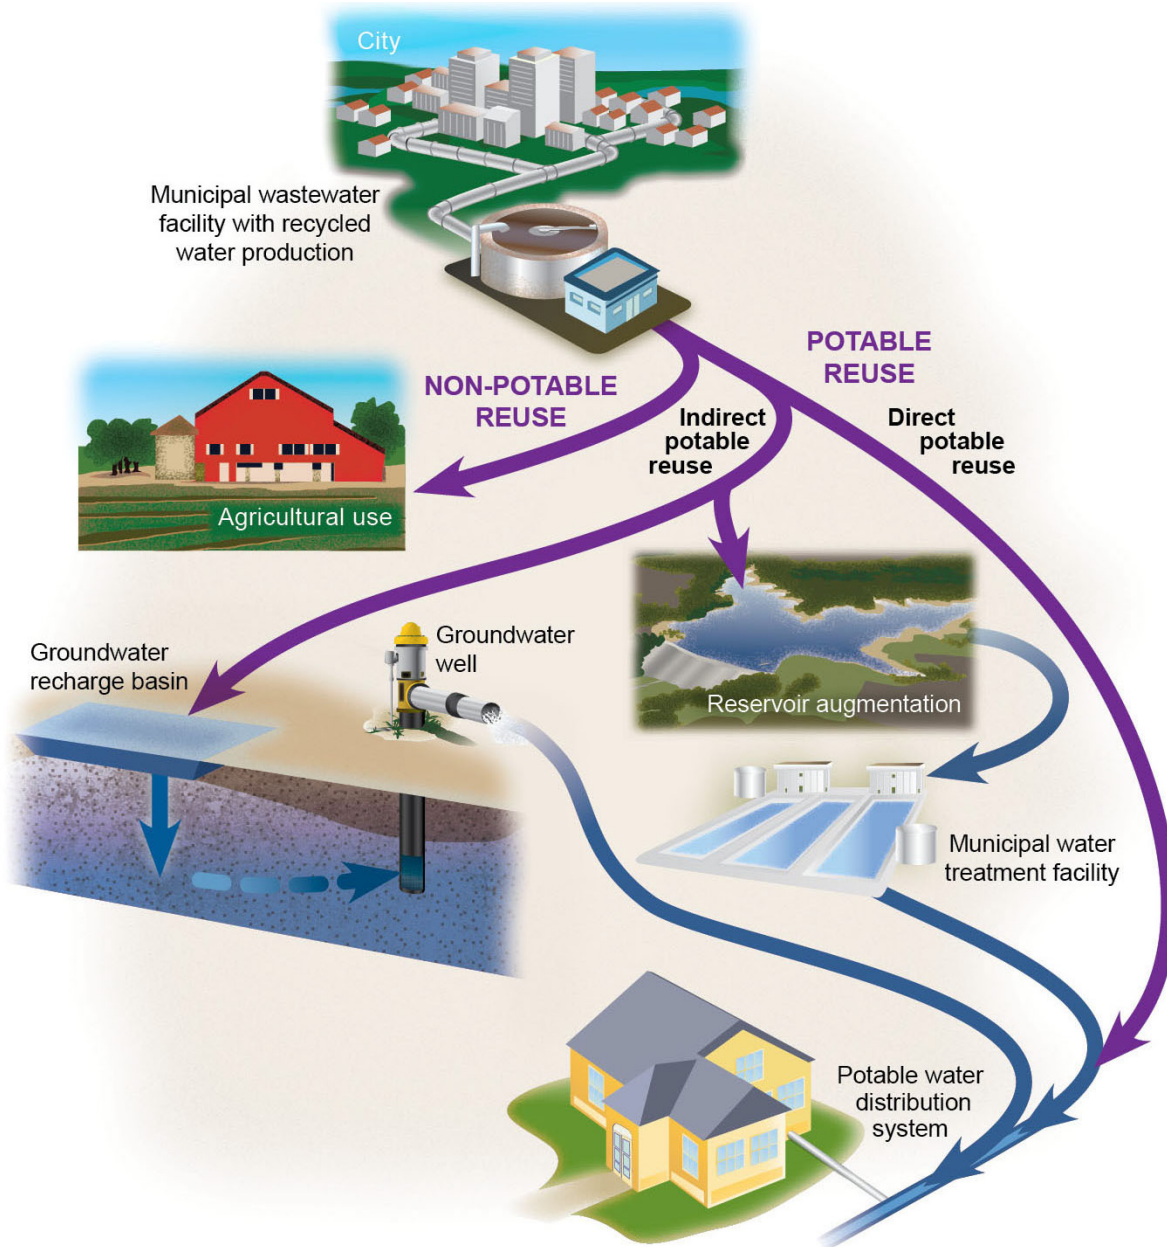 City
Municipal wastewater
facility with recycled
water production
POTABLE
REUSE
NON-POTABLE
REUSE
Indirect
potable
reuse
Direct
potable
reuse
Agricultural use
Groundwater
recharge basin
Groundwater
well
Reservoir augmentation
Municipal water
treatment facility
Potable water
distribution
system